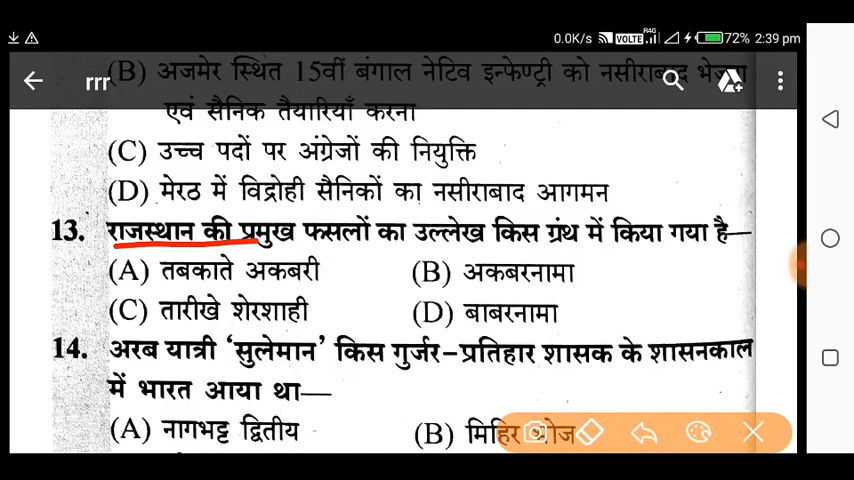 0.0K/s VOLTE R4G 72% 2:39 pm
rrr
(B) अजमेर स्थित 15वीं बंगाल नेटिव इन्फेण्ट्री को नसीराबाद भेजना
एवं सैनिक तैयारियाँ करना
(C) उच्च पदों पर अंग्रेजों की नियुक्ति
(D) मेरठ में विद्रोही सैनिकों का नसीराबाद आगमन
13. राजस्थान की प्रमुख फसलों का उल्लेख किस ग्रंथ में किया गया है—
(A) तबकाते अकबरी (B) अकबरनामा
(C) तारीखे शेरशाही (D) बाबरनामा
14. अरब यात्री ‘सुलेमान’ किस गुर्जर–प्रतिहार शासक के शासनकाल
में भारत आया था—
(A) नागभट्ट द्वितीय (B) मिहिर भोज